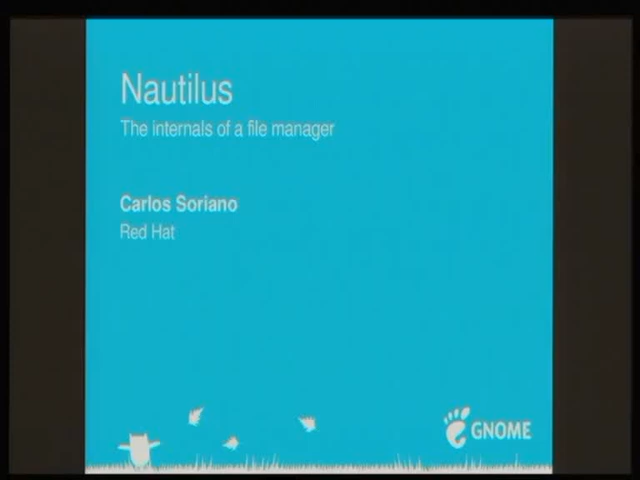 Nautilus
The internals of a file manager
Carlos Soriano
Red Hat
GNOME